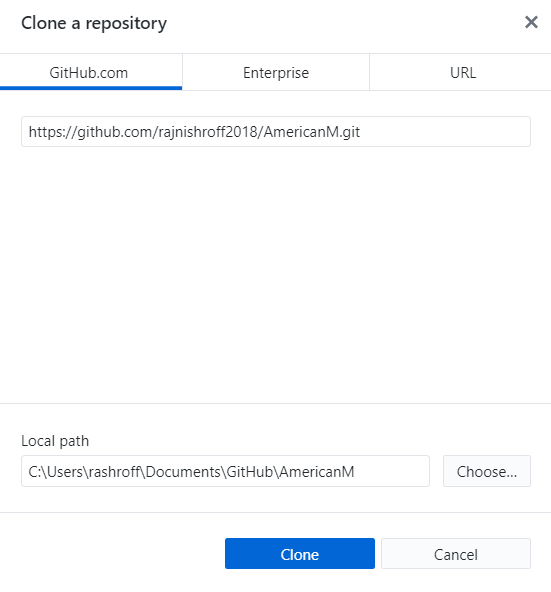 Clone a repository
GitHub.com
Enterprise
URL
https://github.com/rajnishroff2018/AmericanM.git
Local path
C:\Users\rashroff\Documents\GitHub\AmericanM
Choose...
Clone
Cancel